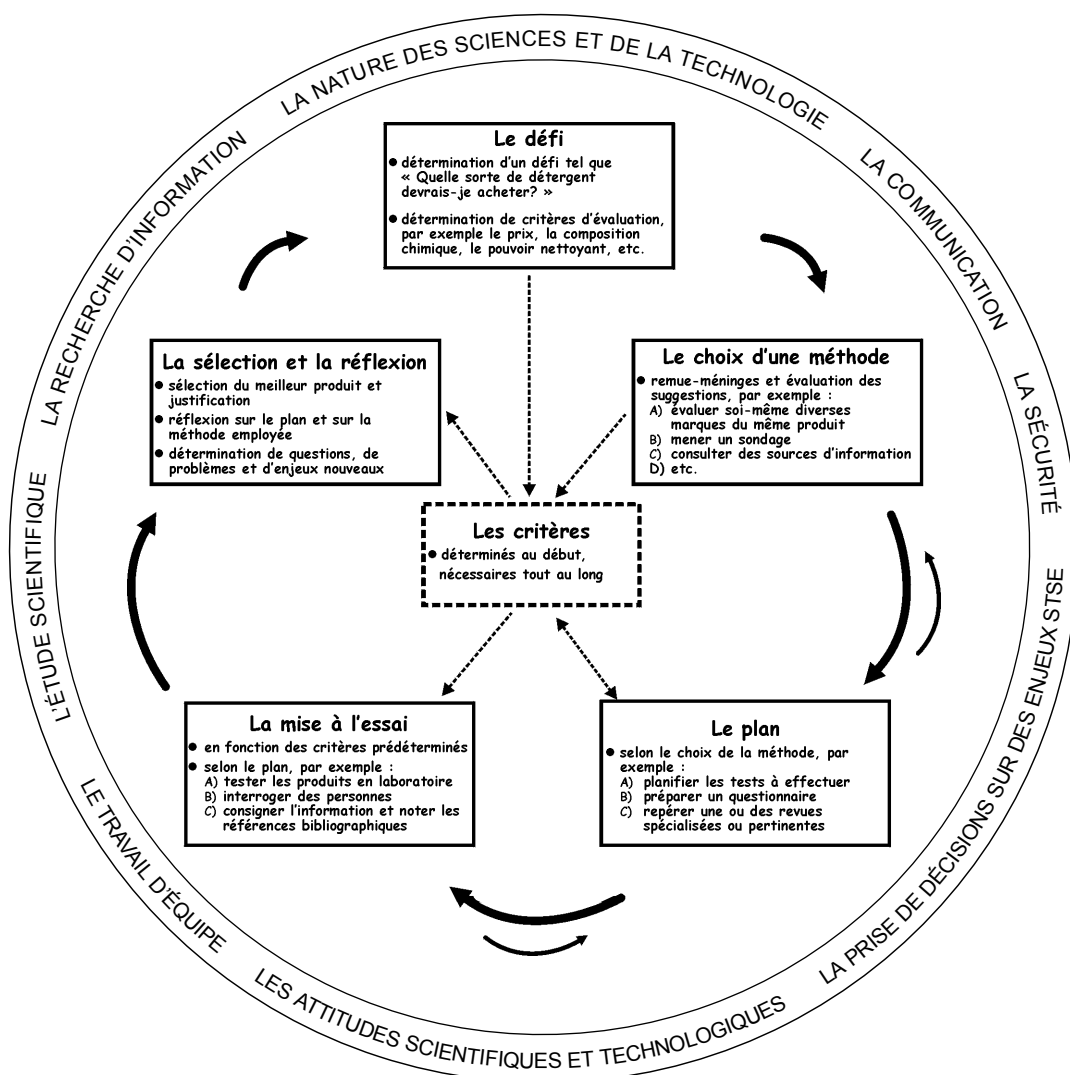 LA NATURE DES SCIENCES ET DE LA TECHNOLOGIE
LA COMMUNICATION
LA SÉCURITÉ
LA PRISE DE DÉCISIONS SUR DES ENJEUX STSE
LES ATTITUDES SCIENTIFIQUES ET TECHNOLOGIQUES
LE TRAVAIL D'ÉQUIPE
L'ÉTUDE SCIENTIFIQUE
LA RECHERCHE D'INFORMATION
Le défi
● détermination d'un défi tel que
« Quelle sorte de détergent
devrais-je acheter? »
● détermination de critères d'évaluation,
par exemple le prix, la composition
chimique, le pouvoir nettoyant, etc.
Le choix d'une méthode
● remue-méninges et évaluation des
suggestions, par exemple :
A) évaluer soi-même diverses
marques du même produit
B) mener un sondage
C) consulter des sources d'information
D) etc.
Le plan
● selon le choix de la méthode, par
exemple :
A) planifier les tests à effectuer
B) préparer un questionnaire
C) repérer une ou des revues
spécialisées ou pertinentes
La mise à l'essai
● en fonction des critères prédéterminés
● selon le plan, par exemple :
A) tester les produits en laboratoire
B) interroger des personnes
C) consigner l'information et noter les
références bibliographiques
La sélection et la réflexion
● sélection du meilleur produit et
justification
● réflexion sur le plan et sur la
méthode employée
● détermination de questions, de
problèmes et d'enjeux nouveaux
Les critères
● déterminés au début,
nécessaires tout au long